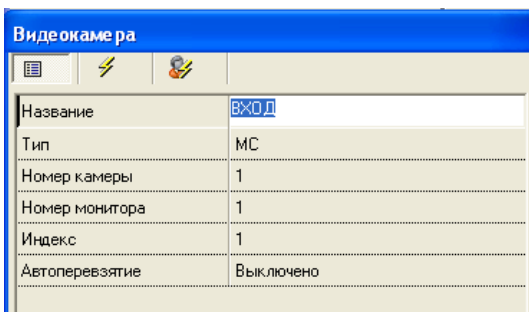 Видеокамера
Название ВХОД
Тип МС
Номер камеры 1
Номер монитора 1
Индекс 1
Автоперевзятие Выключено